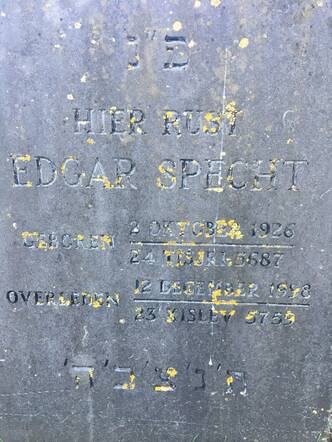 פ"נ
HIER RUST
EDGAR SPECHT
GEBOREN 2 OKTOBER 1926
24 TISJRI 5687
OVERLEDEN 12 DECEMBER 1998
23 KISLEV 5759
ת'נ'צ'ב'ה'